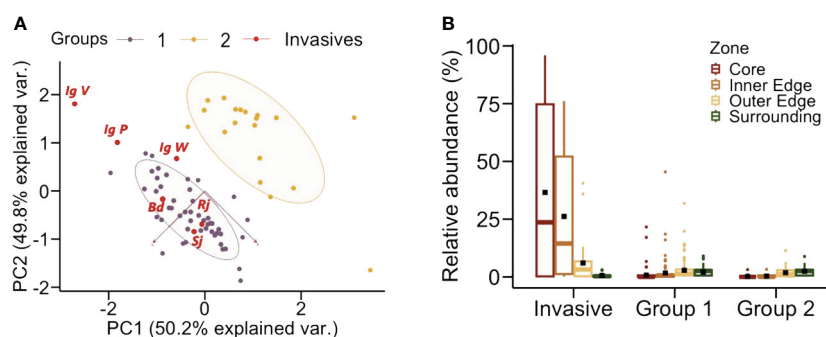 A
Groups 1 2 Invasives
PC2 (49.8% explained var.)
2
1
0
-1
-2
Ig V
Ig P
Ig W
Bd
Rj
Sj
-2 0 2
PC1 (50.2% explained var.)
B
Relative abundance (%)
100
75
50
25
0
Zone
Core
Inner Edge
Outer Edge
Surrounding
Invasive Group 1 Group 2